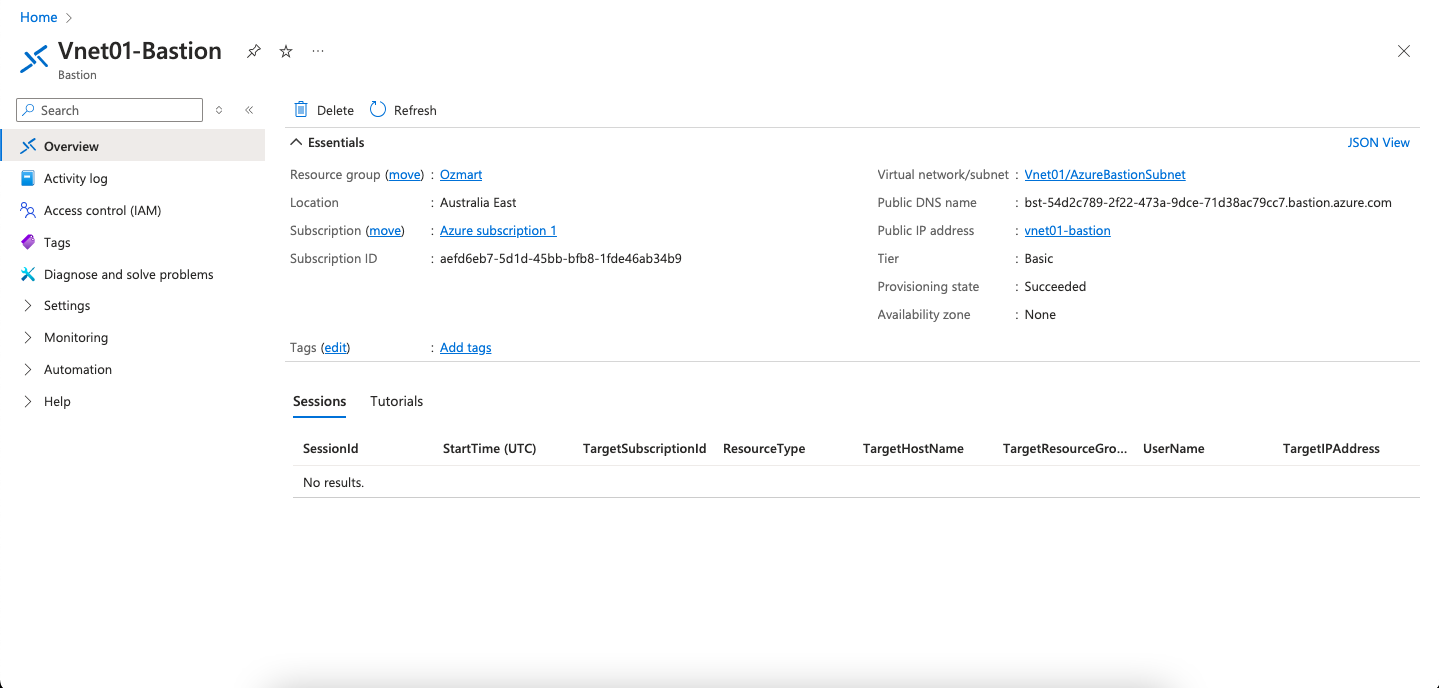 Home
Vnet01-Bastion
Bastion
Search
Overview
Activity log
Access control (IAM)
Tags
Diagnose and solve problems
Settings
Monitoring
Automation
Help
Delete Refresh
Essentials JSON View
Resource group (move) : Ozmart
Location : Australia East
Subscription (move) : Azure subscription 1
Subscription ID : aefd6eb7-5d1d-45bb-bfb8-1fde46ab34b9
Virtual network/subnet : Vnet01/AzureBastionSubnet
Public DNS name : bst-54d2c789-2f22-473a-9dce-71d38ac79cc7.bastion.azure.com
Public IP address : vnet01-bastion
Tier : Basic
Provisioning state : Succeeded
Availability zone : None
Tags (edit) : Add tags
Sessions Tutorials
SessionId StartTime (UTC) TargetSubscriptionId ResourceType TargetHostName TargetResourceGro... UserName TargetIPAddress
No results.